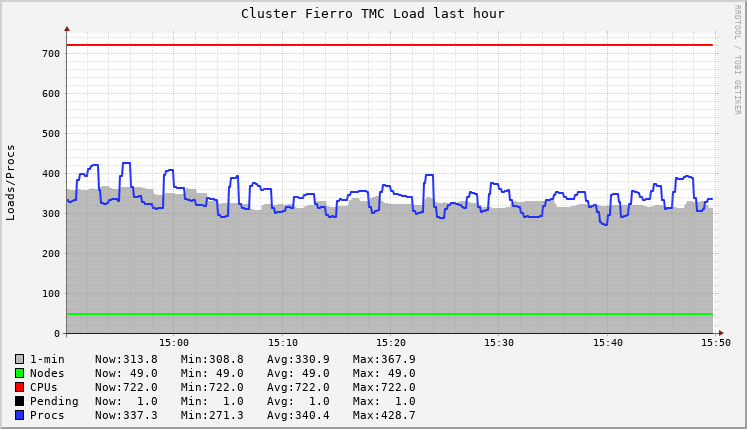 Cluster Fierro TMC Load last hour
RRDTOOL / TOBI OETIKER
Loads/Procs
700
600
500
400
300
200
100
0
15:00 15:10 15:20 15:30 15:40 15:50
1-min Now:313.8 Min:308.8 Avg:330.9 Max:367.9
Nodes Now: 49.0 Min: 49.0 Avg: 49.0 Max: 49.0
CPUs Now:722.0 Min:722.0 Avg:722.0 Max:722.0
Pending Now: 1.0 Min: 1.0 Avg: 1.0 Max: 1.0
Procs Now:337.3 Min:271.3 Avg:340.4 Max:428.7